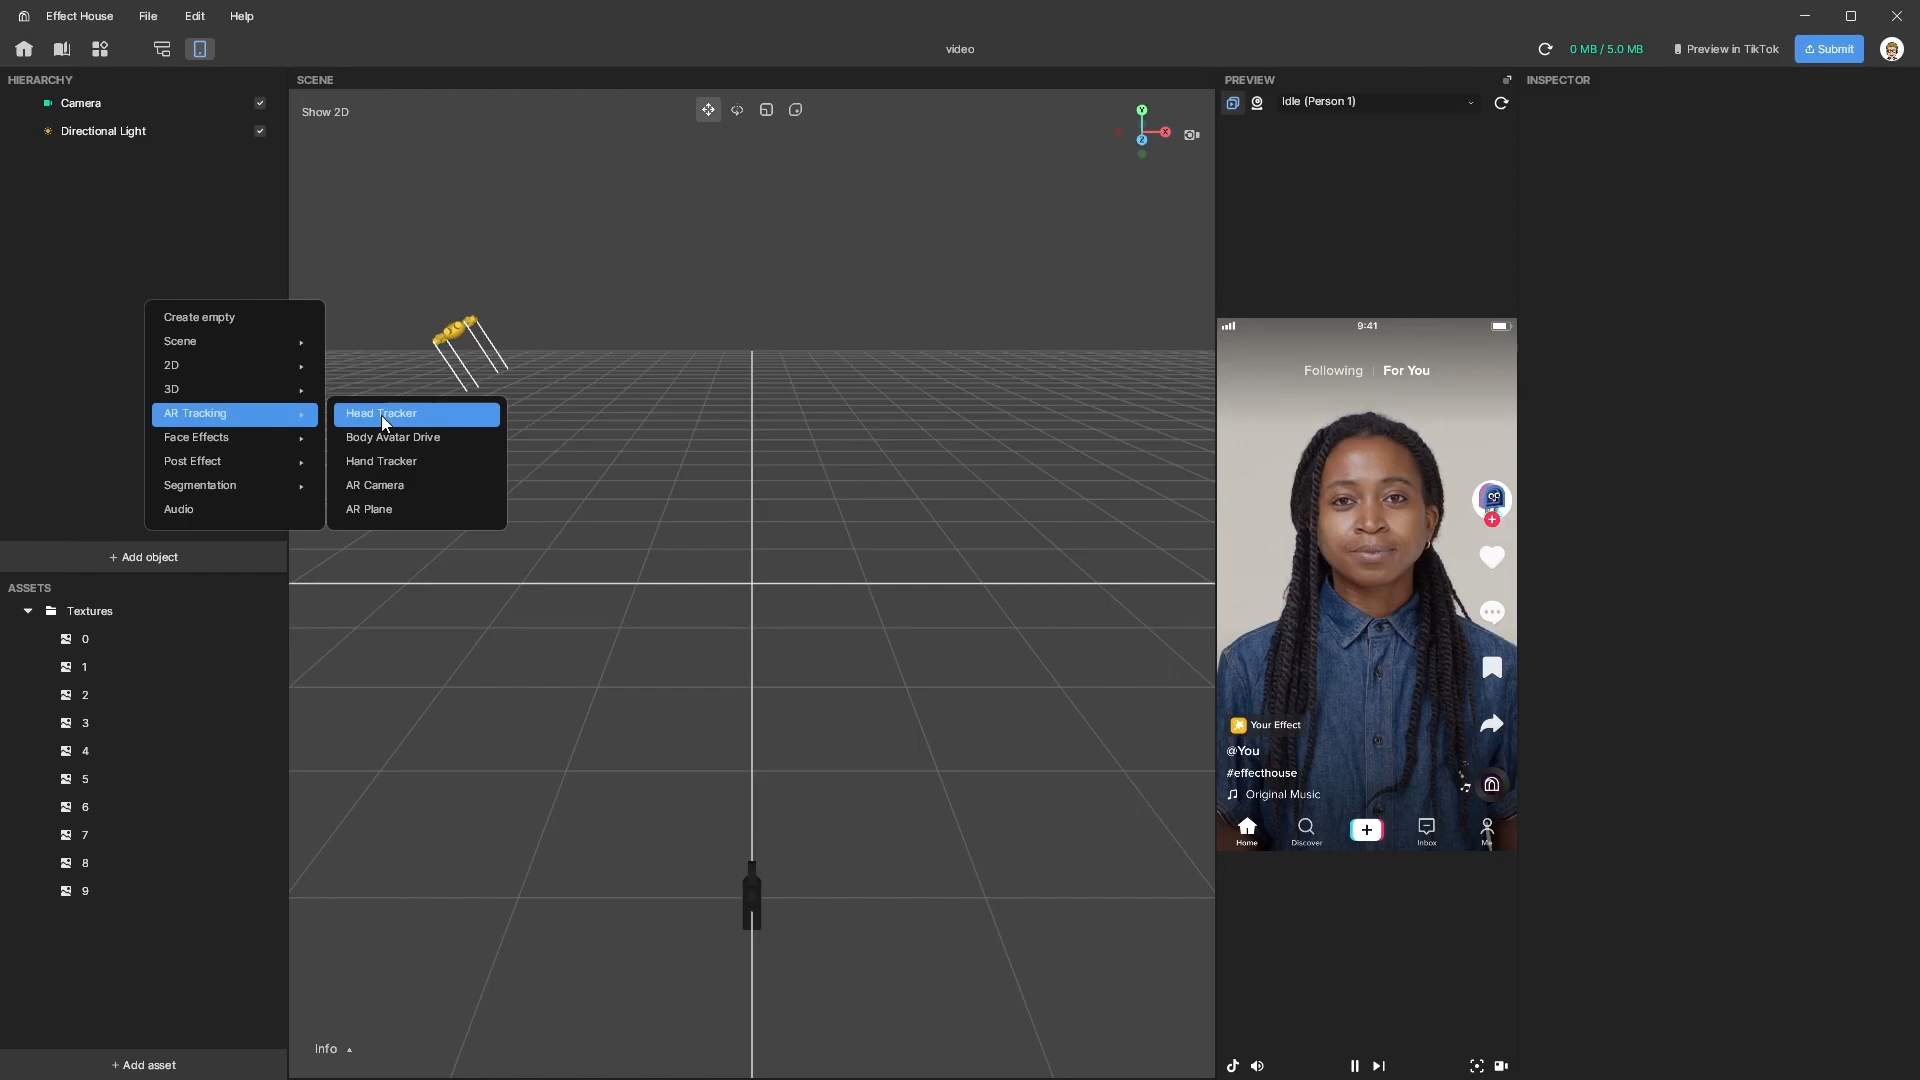 Effect House File Edit Help
video
0 MB / 5.0 MB Preview in TikTok Submit
HIERARCHY
Camera
Directional Light
SCENE
Show 2D
Y
X
Z
Create empty
Scene
2D
3D
AR Tracking
Face Effects
Post Effect
Segmentation
Audio
Head Tracker
Body Avatar Drive
Hand Tracker
AR Camera
AR Plane
+ Add object
ASSETS
Textures
0
1
2
3
4
5
6
7
8
9
+ Add asset
Info
PREVIEW
Idle (Person 1)
9:41
Following For You
Your Effect
@You
#effecthouse
Original Music
Home Discover Inbox Me
INSPECTOR